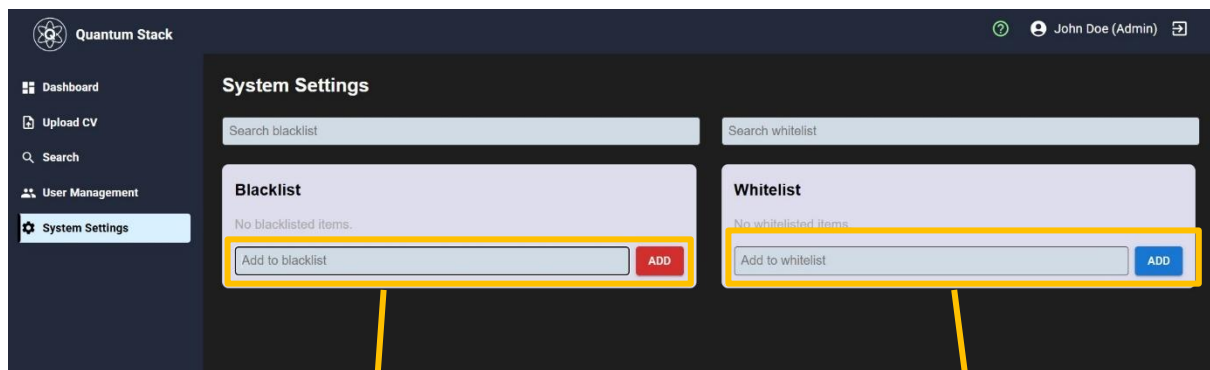 Quantum Stack
John Doe (Admin)
Dashboard
Upload CV
Search
User Management
System Settings
System Settings
Search blacklist
Search whitelist
Blacklist
No blacklisted items.
Add to blacklist
ADD
Whitelist
No whitelisted items.
Add to whitelist
ADD